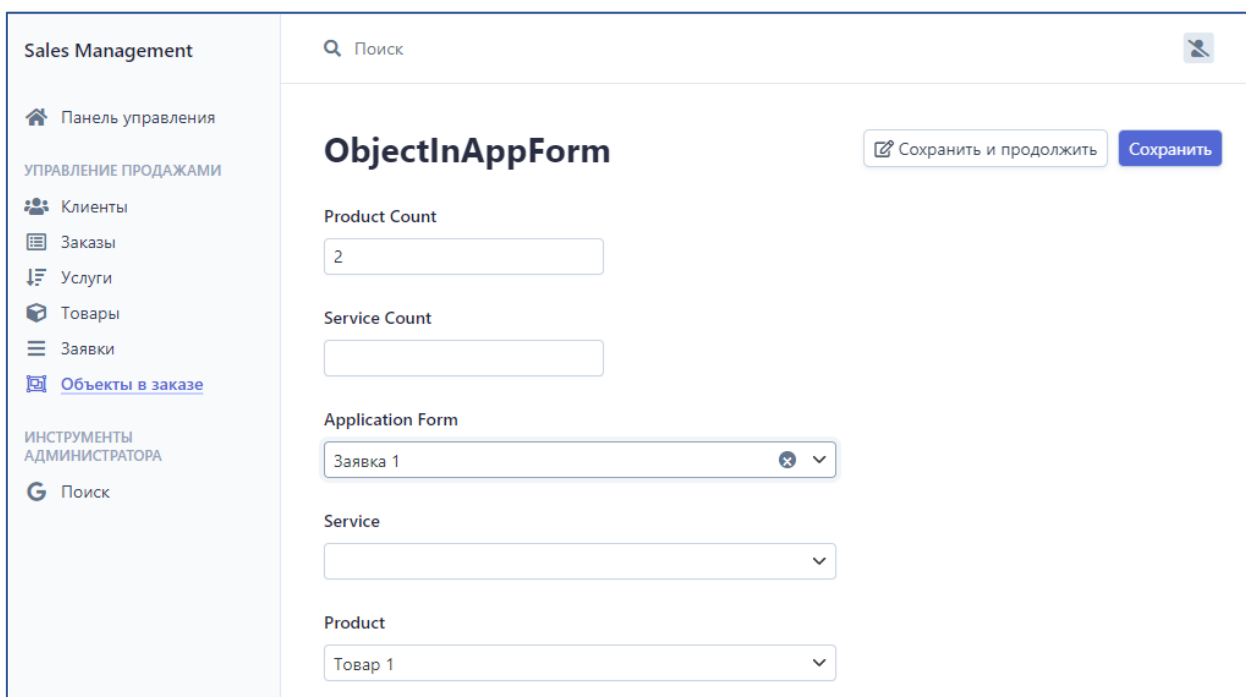 Sales Management
Поиск
Панель управления
УПРАВЛЕНИЕ ПРОДАЖАМИ
Клиенты
Заказы
Услуги
Товары
Заявки
Объекты в заказе
ИНСТРУМЕНТЫ
АДМИНИСТРАТОРА
Поиск
ObjectInAppForm
Сохранить и продолжить
Сохранить
Product Count
2
Service Count
Application Form
Заявка 1
Service
Product
Товар 1